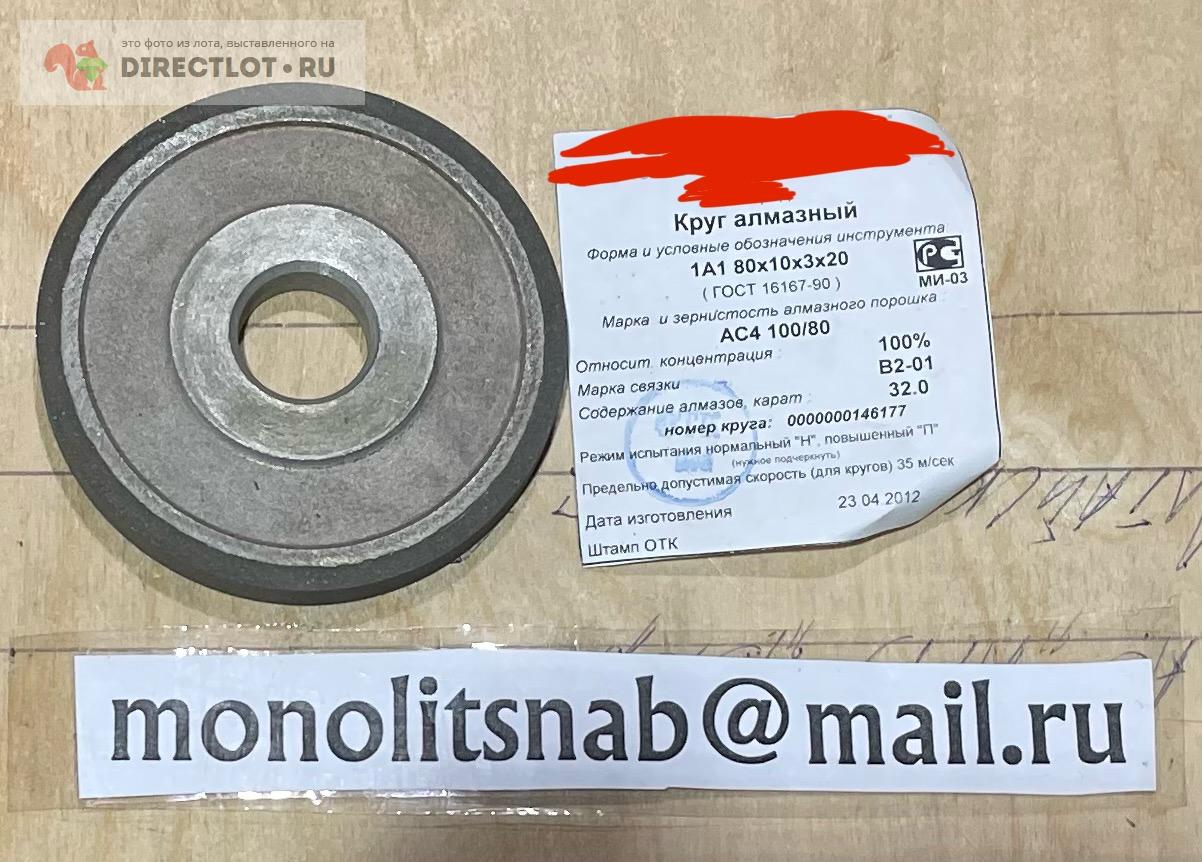 это фото из лота, выставленного на
DIRECTLOT•RU
Круг алмазный
Форма и условные обозначения инструмента
1А1 80х10х3х20
( ГОСТ 16167-90 )
РС
МИ-03
Марка и зернистость алмазного порошка :
АС4 100/80
Относит. концентрация : 100%
Марка связки В2-01
Содержание алмазов, карат : 32.0
номер круга: 0000000146177
Режим испытания нормальный "Н", повышенный "П"
(нужное подчеркнуть)
Предельно допустимая скорость (для кругов) 35 м/сек
Дата изготовления 23 04 2012
Штамп ОТК
monolitsnab@mail.ru